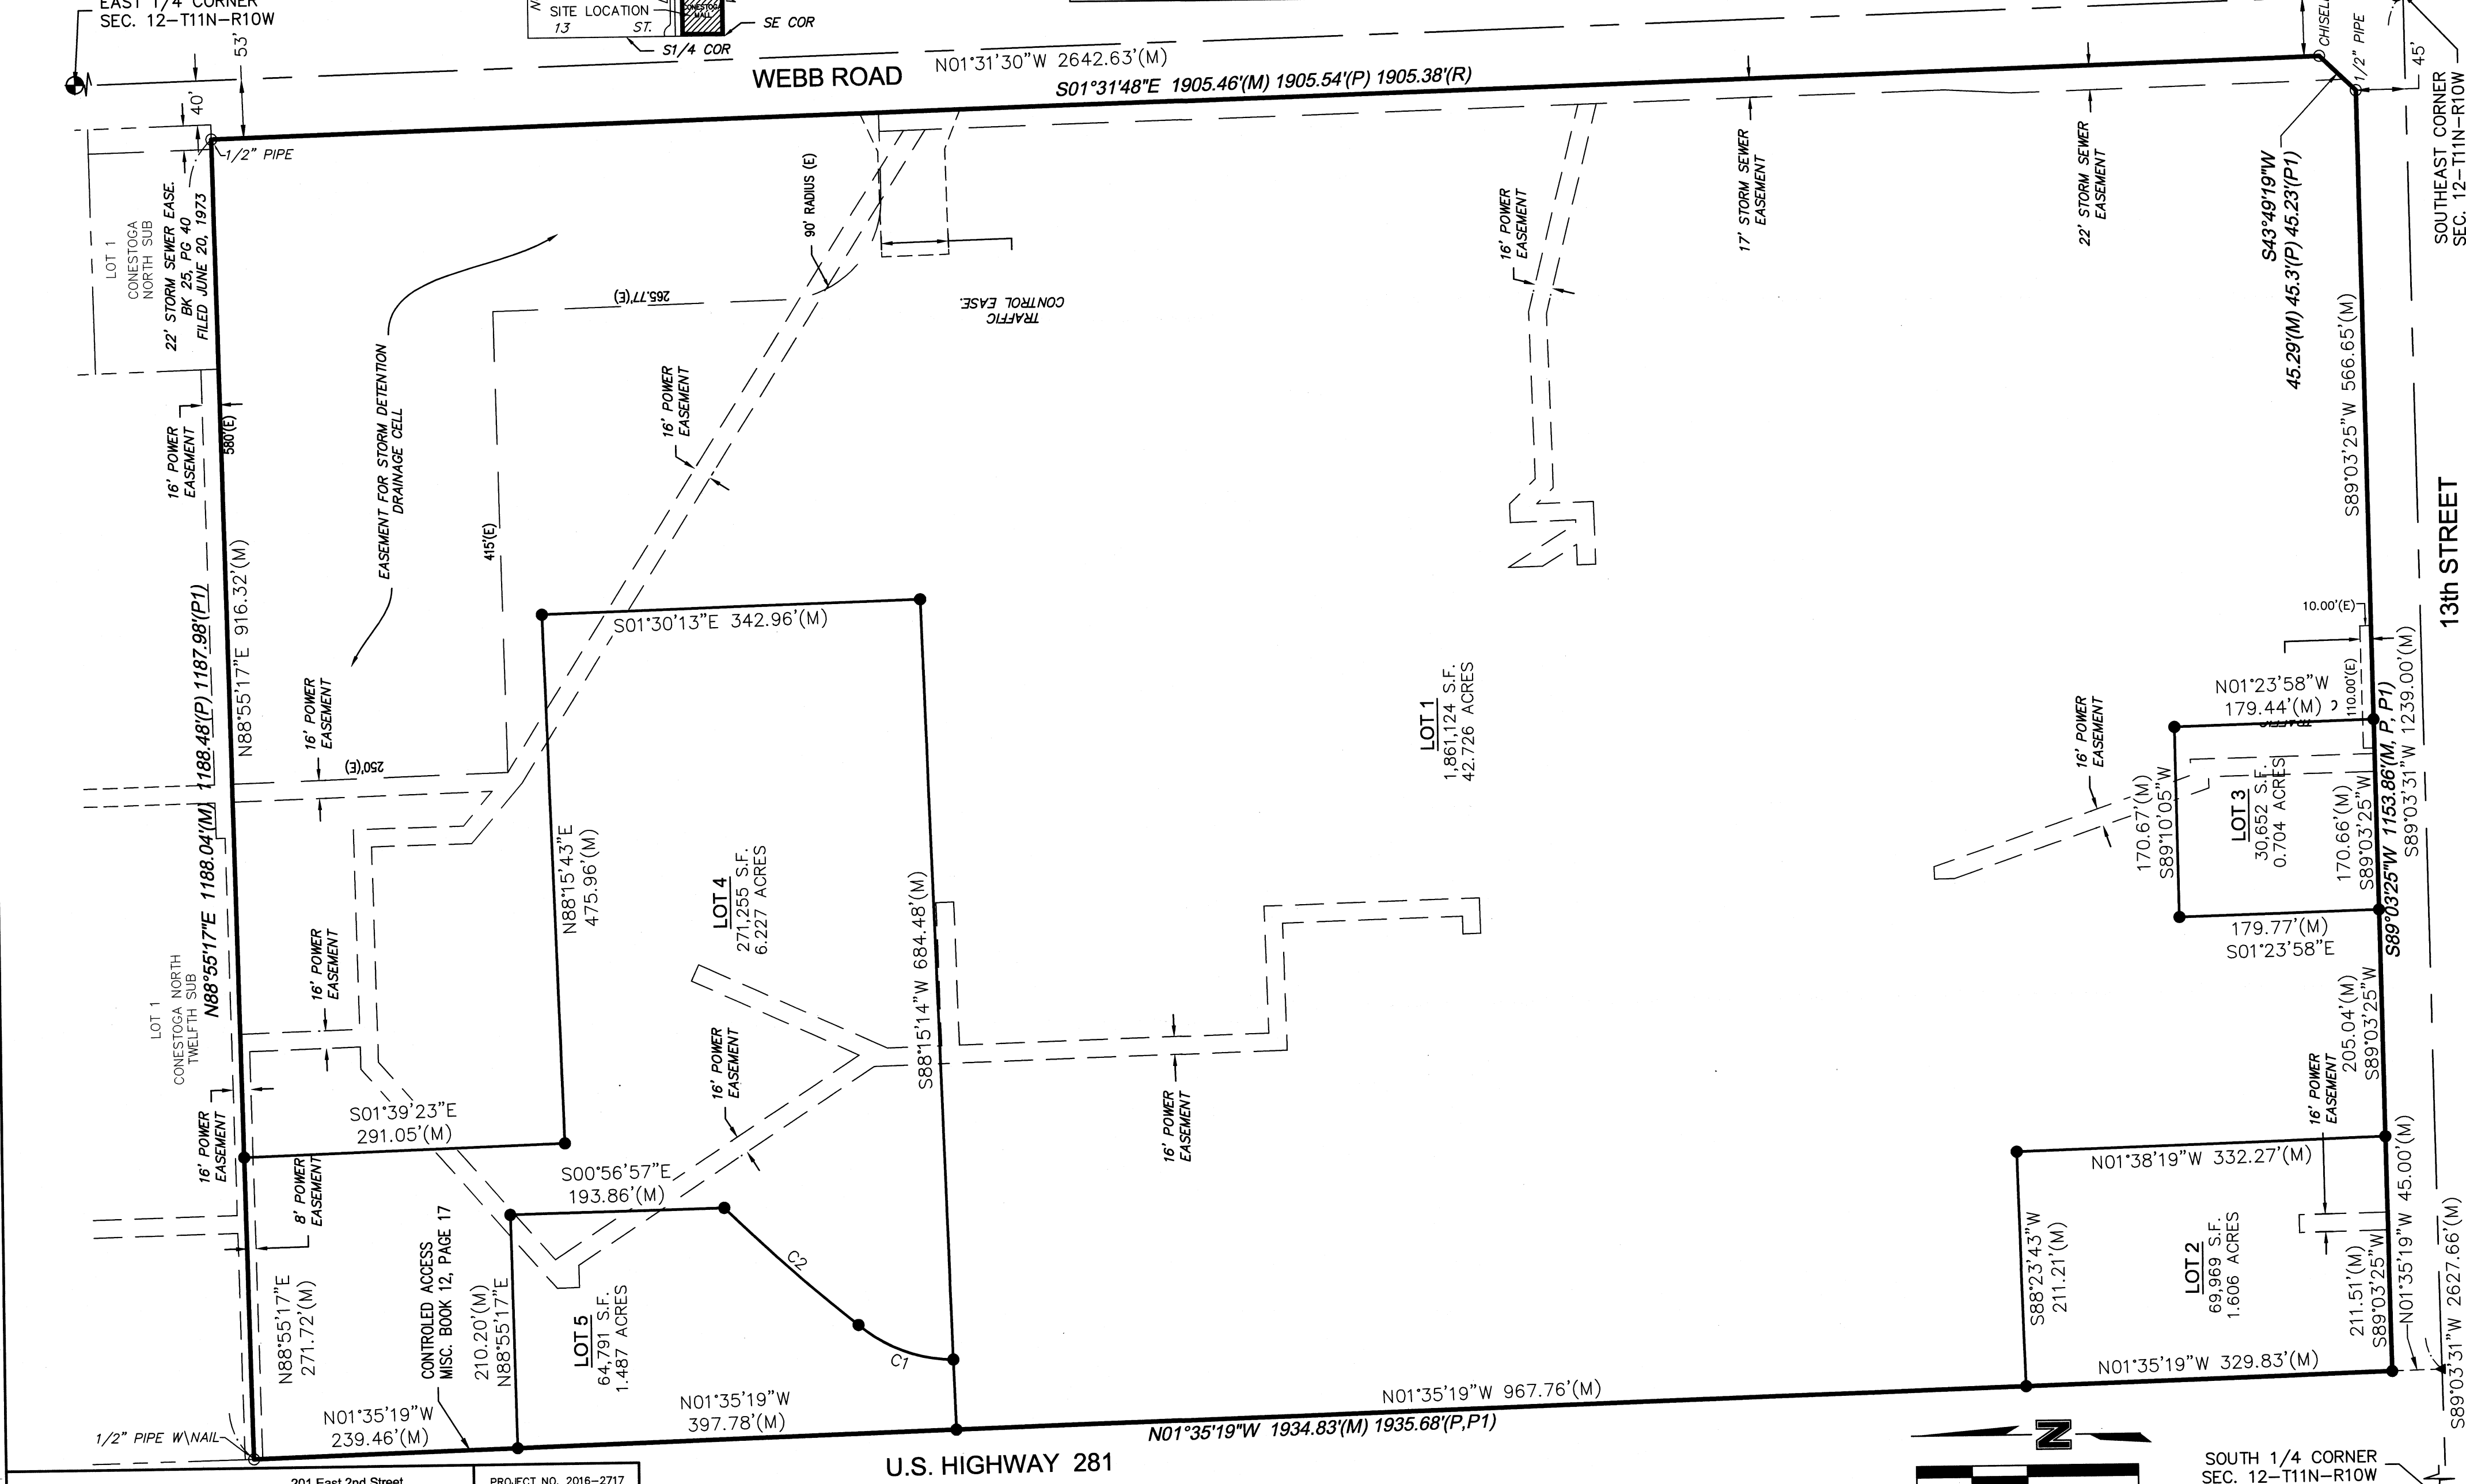 EAST 1/4 CORNER
SEC. 12-T11N-R10W
SITE LOCATION
CONESTOGA
MALL
13
ST.
SE COR
S1/4 COR
53'
40'
WEBB ROAD
N01°31'30"W 2642.63'(M)
S01°31'48"E 1905.46'(M) 1905.54'(P) 1905.38'(R)
1/2" PIPE
45'
1/2" PIPE
SOUTHEAST CORNER
SEC. 12-T11N-R10W
S43°49'19"W
45.29'(M) 45.3'(P) 45.23'(P1)
LOT 1
CONESTOGA
NORTH SUB
22' STORM SEWER EASE.
BK 25, PG 40
FILED JUNE 20, 1973
90' RADIUS (E)
16' POWER
EASEMENT
17' STORM SEWER
EASEMENT
22' STORM SEWER
EASEMENT
265.77'(E)
TRAFFIC
CONTROL EASE.
S89°03'25"W 566.65'(M)
16' POWER
EASEMENT
580'(E)
EASEMENT FOR STORM DETENTION
DRAINAGE CELL
16' POWER
EASEMENT
415'(E)
N88°55'17"E 916.32'(M)
N88°55'17"E 1188.04'(M) 1188.48'(P) 1187.98'(P1)
13th STREET
S01°30'13"E 342.96'(M)
10.00'(E)
110.00'(E)
N01°23'58"W
179.44'(M)
TRAFFIC
16' POWER
EASEMENT
250'(E)
LOT 1
1,861,124 S.F.
42.726 ACRES
16' POWER
EASEMENT
N88°15'43"E
475.96'(M)
LOT 4
271,255 S.F.
6.227 ACRES
S88°15'14"W 684.48'(M)
170.67'(M)
S89°10'05"W
LOT 3
30,652 S.F.
0.704 ACRES
170.66'(M)
S89°03'25"W
S89°03'25"W 1153.86'(M, P, P1)
S89°03'31"W 1239.00'(M)
179.77'(M)
S01°23'58"E
LOT 1
CONESTOGA NORTH
TWELFTH SUB
16' POWER
EASEMENT
205.04'(M)
S89°03'25"W
16' POWER
EASEMENT
16' POWER
EASEMENT
16' POWER
EASEMENT
16' POWER
EASEMENT
S01°39'23"E
291.05'(M)
N01°38'19"W 332.27'(M)
N01°35'19"W 45.00'(M)
S00°56'57"E
193.86'(M)
8' POWER
EASEMENT
N88°55'17"E
271.72'(M)
CONTROLED ACCESS
MISC. BOOK 12, PAGE 17
210.20'(M)
N88°55'17"E
LOT 5
64,791 S.F.
1.487 ACRES
C2
C1
S88°23'43"W
211.21'(M)
LOT 2
69,969 S.F.
1.606 ACRES
211.51'(M)
S89°03'25"W
S89°03'31"W 2627.66'(M)
N01°35'19"W
239.46'(M)
N01°35'19"W
397.78'(M)
N01°35'19"W 967.76'(M)
N01°35'19"W 329.83'(M)
N01°35'19"W 1934.83'(M) 1935.68'(P,P1)
1/2" PIPE W\NAIL
U.S. HIGHWAY 281
N
SOUTH 1/4 CORNER
SEC. 12-T11N-R10W
201 East 2nd Street
PROJECT NO. 2016-2717